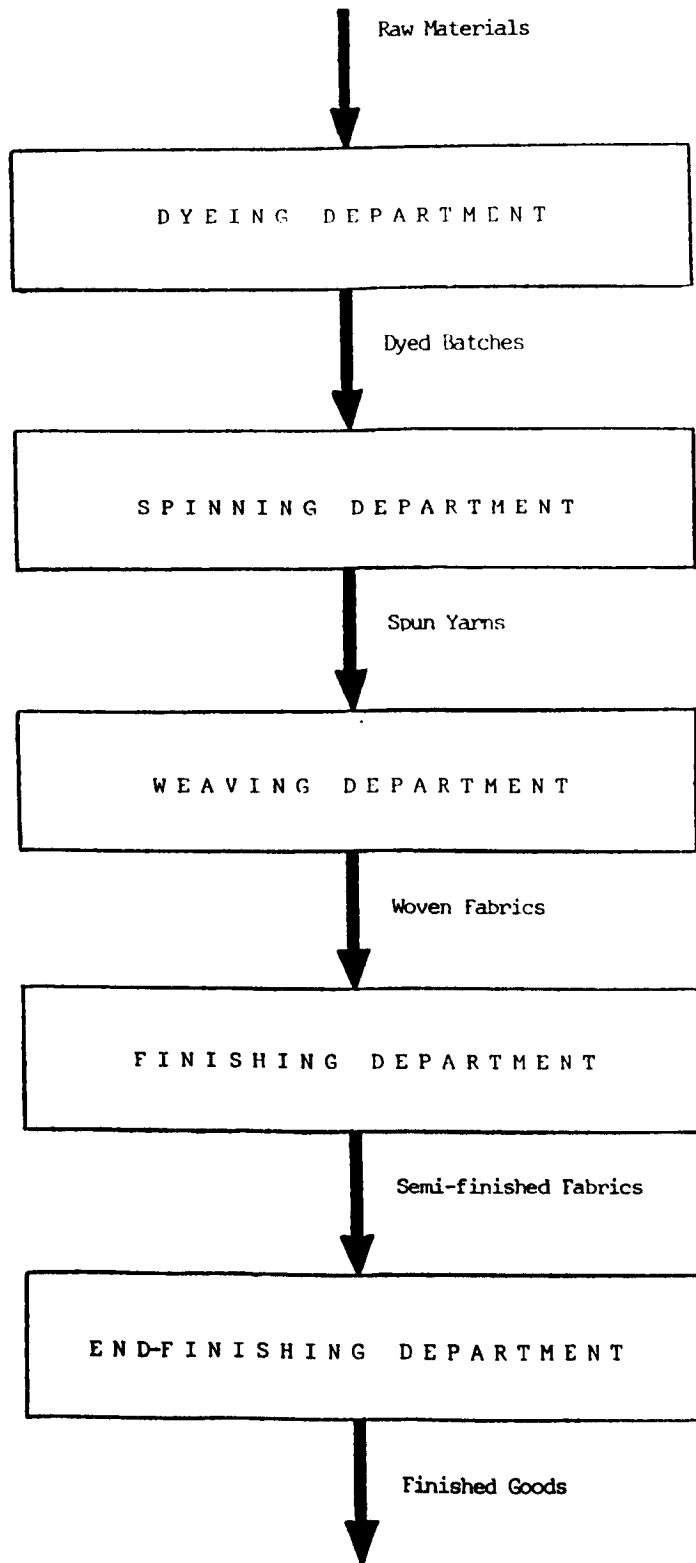 Raw Materials
DYEING DEPARTMENT
Dyed Batches
SPINNING DEPARTMENT
Spun Yarns
WEAVING DEPARTMENT
Woven Fabrics
FINISHING DEPARTMENT
Semi-finished Fabrics
END-FINISHING DEPARTMENT
Finished Goods